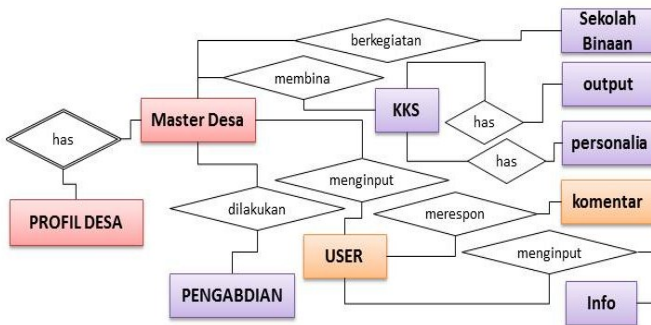 berkegiatan
Sekolah
Binaan
membina
KKS
output
has
Master Desa
has
personalia
has
menginput
PROFIL DESA
dilakukan
merespon
komentar
USER
menginput
PENGABDIAN
Info